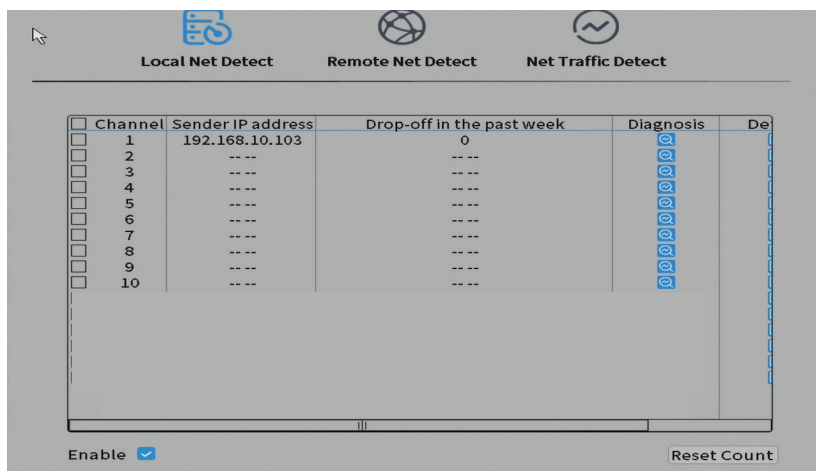 Local Net Detect Remote Net Detect Net Traffic Detect
Channel Sender IP address Drop-off in the past week Diagnosis De
1 192.168.10.103 0
2 -- -- -- --
3 -- -- -- --
4 -- -- -- --
5 -- -- -- --
6 -- -- -- --
7 -- -- -- --
8 -- -- -- --
9 -- -- -- --
10 -- -- -- --
Enable Reset Count